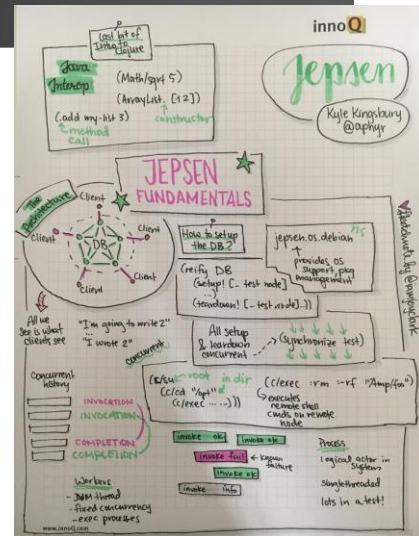 innoQ
Last bit of
Intro to
Clojure
Java
Interop
(Math/sqrt 5)
(ArrayList. [1 2])
(.add my-list 3)
constructor
method
call
Jepsen
Kyle Kingsbury
@aphyr
JEPSEN
FUNDAMENTALS
The Architecture
Client
Client
Client
Client
Client
DB
How to setup
the DB?
(reify DB
(setup! [_ test node]
...)
(teardown! [_ test node]..))
jepsen.os.debian
provides OS
support, pkg
management
All we
see is what
clients see
"I'm going to write 2"
"I wrote 2"
concurrent
All setup
& teardown
concurrent
(synchronize test)
Concurrent
history
INVOCATION
INVOCATION
COMPLETION
COMPLETION
(c/su
root
in dir
(c/cd "/opt"
(c/exec ... ...)))
(c/exec :rm :-rf "/tmp/foo")
executes
remote shell
cmds on remote
node
invoke ok
invoke ok
invoke fail
known
failure
invoke ok
invoke info
Process
Logical actor in
System
Singlethreaded
lots in a test!
Workers
- JVM thread
- fixed concurrency
- exec processes
www.innoQ.com